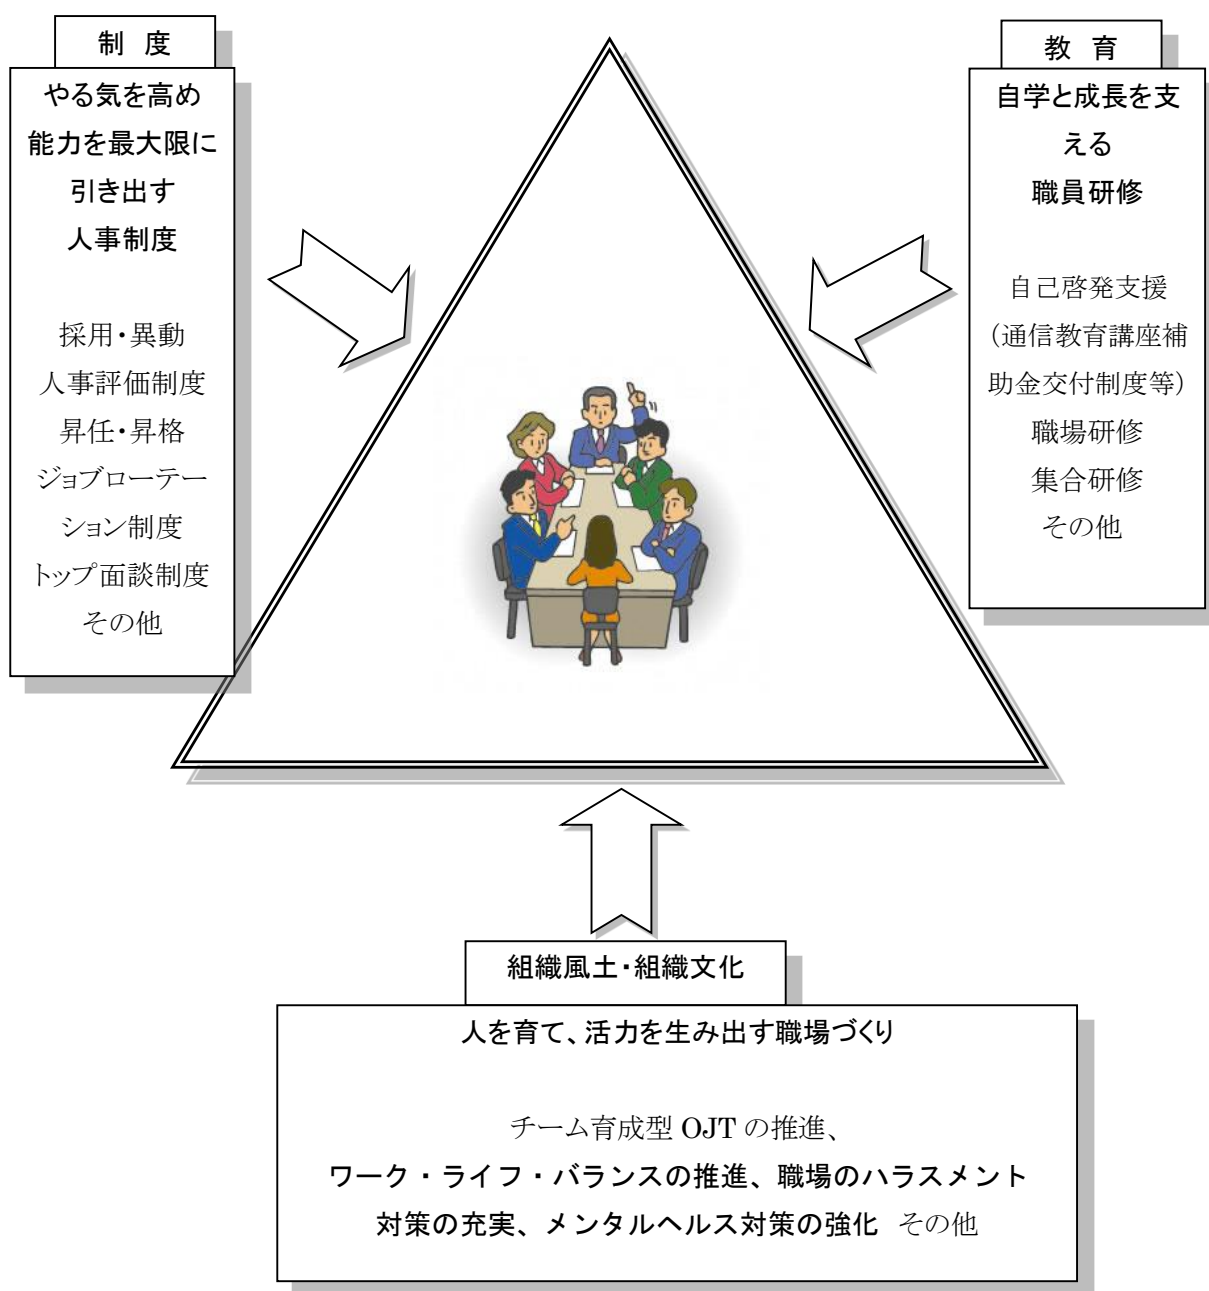 制 度
やる気を高め
能力を最大限に
引き出す
人事制度
採用・異動
人事評価制度
昇任・昇格
ジョブローテー
ション制度
トップ面談制度
その他
教 育
自学と成長を支
える
職員研修
自己啓発支援
（通信教育講座補
助金交付制度等）
職場研修
集合研修
その他
組織風土・組織文化
人を育て、活力を生み出す職場づくり
チーム育成型 OJT の推進、
ワーク・ライフ・バランスの推進、職場のハラスメント
対策の充実、メンタルヘルス対策の強化 その他